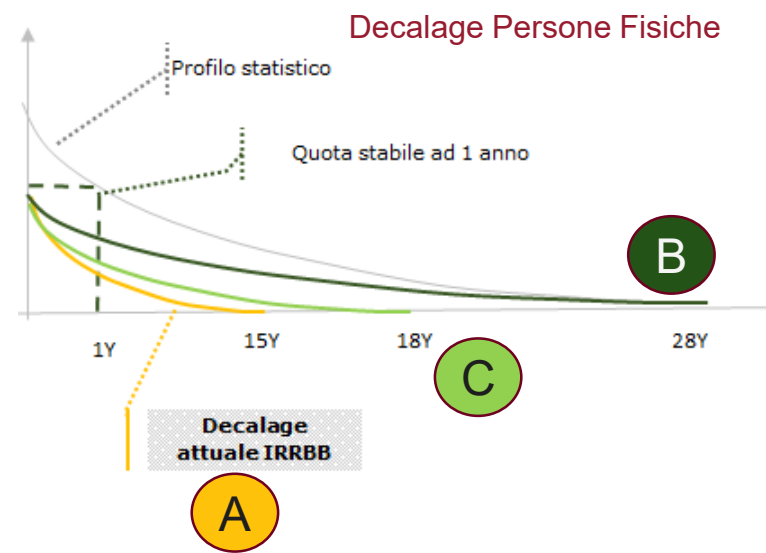 Decalage Persone Fisiche
Profilo statistico
Quota stabile ad 1 anno
B
1Y
15Y
18Y
28Y
C
Decalage
attuale IRRBB
A